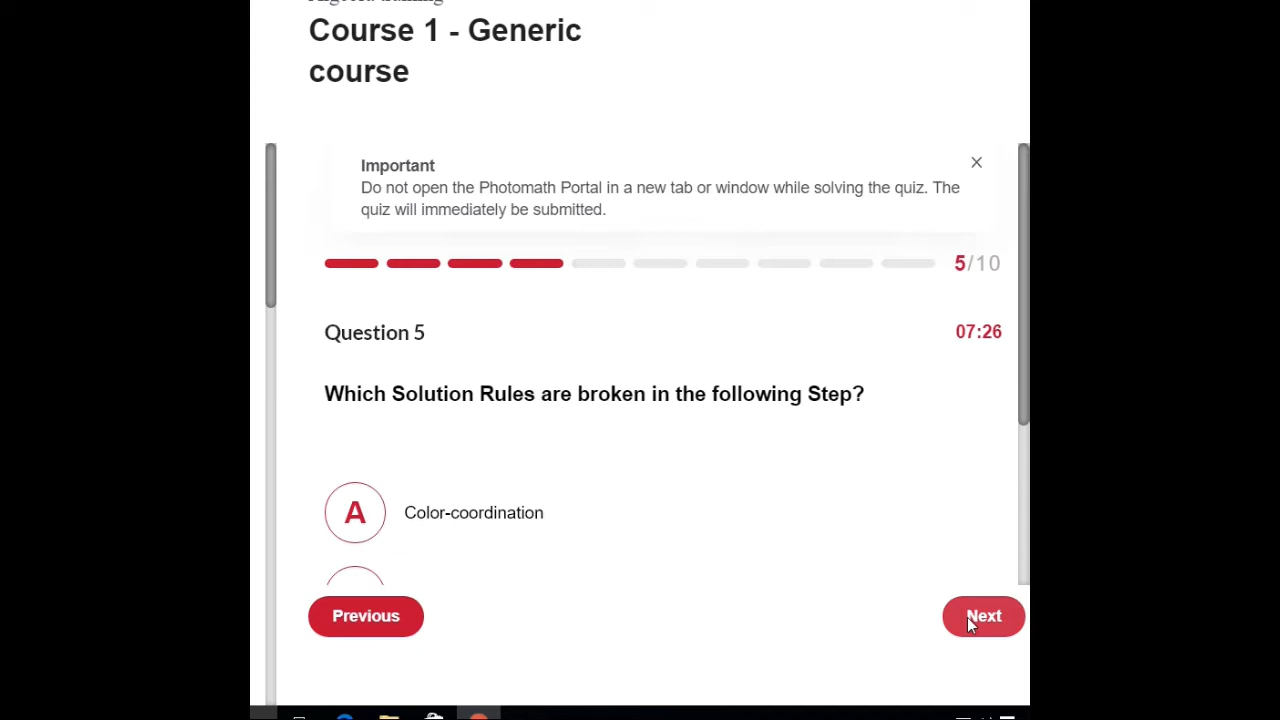 Algebra training
Course 1 - Generic
course
Important
Do not open the Photomath Portal in a new tab or window while solving the quiz. The
quiz will immediately be submitted.
5/10
Question 5
07:26
Which Solution Rules are broken in the following Step?
A
Color-coordination
Previous
Next